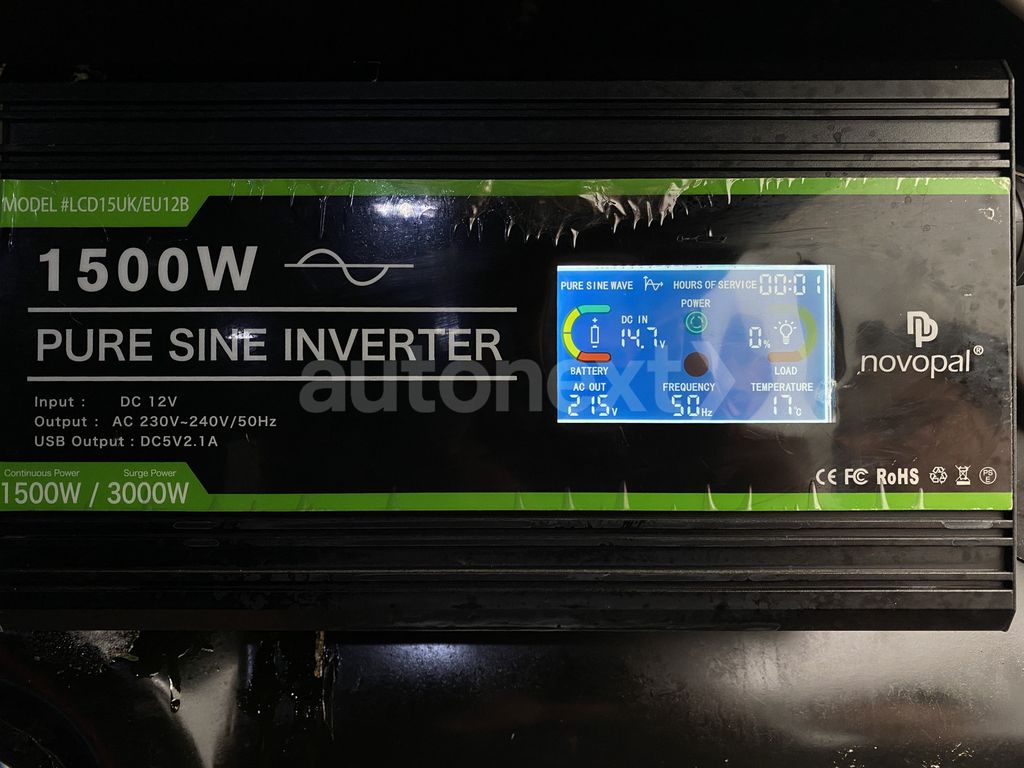 MODEL #LCD15UK/EU12B
1500W
PURE SINE INVERTER
Input : DC 12V
Output : AC 230V~240V/50Hz
USB Output : DC5V2.1A
Continuous Power Surge Power
1500W / 3000W
PURE SINE WAVE HOURS OF SERVICE 00:01
POWER
DC IN
14.7V
0%
BATTERY LOAD
AC OUT FREQUENCY TEMPERATURE
215V 50Hz 17°C
novopal®
CE FC RoHS PS E
autonext